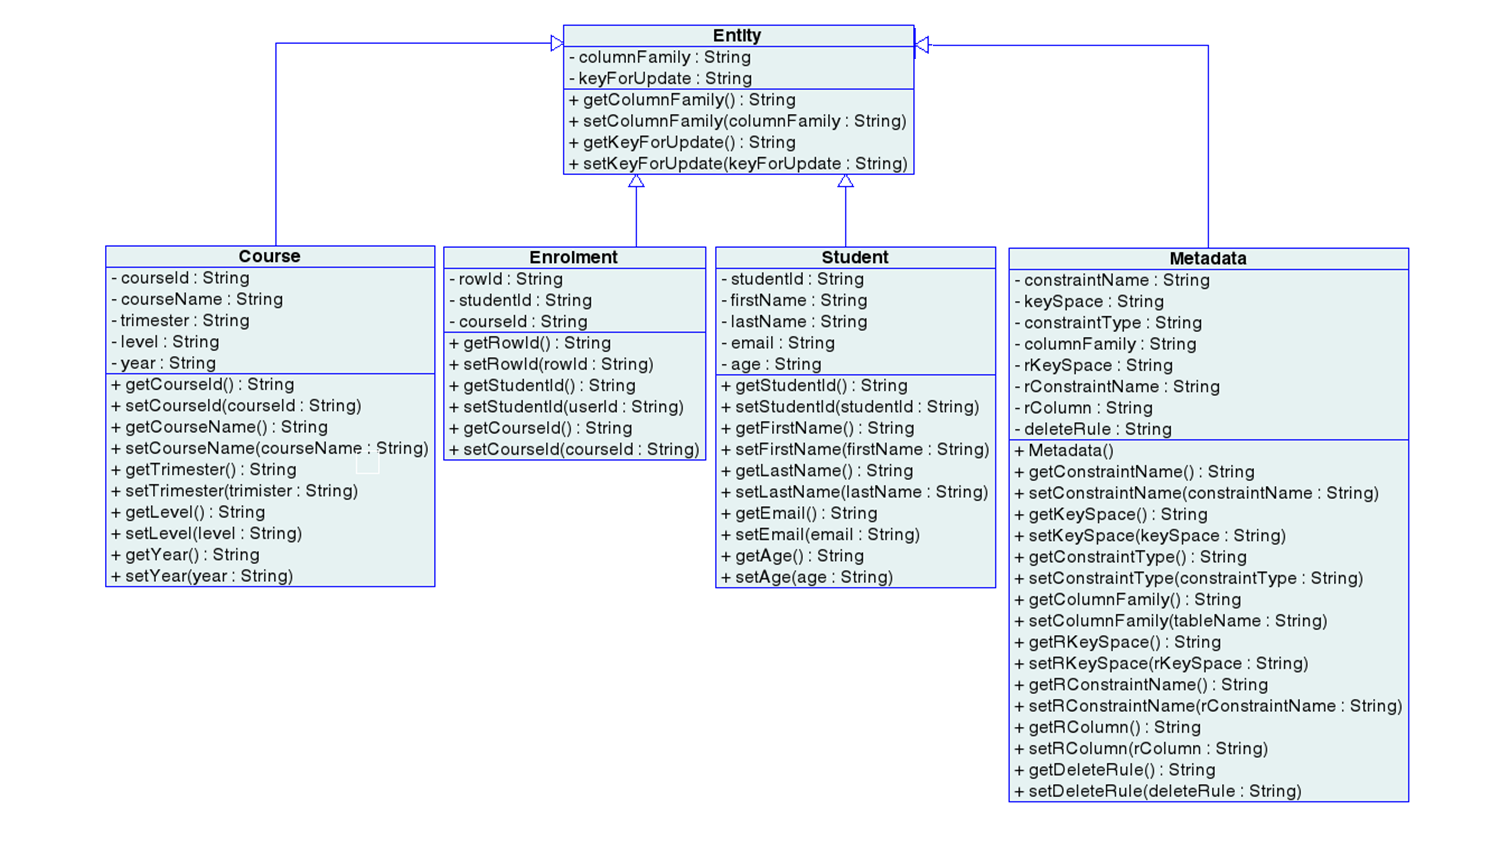 Entity
- columnFamily : String
- keyForUpdate : String
+ getColumnFamily() : String
+ setColumnFamily(columnFamily : String)
+ getKeyForUpdate() : String
+ setKeyForUpdate(keyForUpdate : String)
Course
- courseId : String
- courseName : String
- trimester : String
- level : String
- year : String
+ getCourseId() : String
+ setCourseId(courseId : String)
+ getCourseName() : String
+ setCourseName(courseName : String)
+ getTrimester() : String
+ setTrimester(trimister : String)
+ getLevel() : String
+ setLevel(level : String)
+ getYear() : String
+ setYear(year : String)
Enrolment
- rowId : String
- studentId : String
- courseId : String
+ getRowId() : String
+ setRowId(rowId : String)
+ getStudentId() : String
+ setStudentId(userId : String)
+ getCourseId() : String
+ setCourseId(courseId : String)
Student
- studentId : String
- firstName : String
- lastName : String
- email : String
- age : String
+ getStudentId() : String
+ setStudentId(studentId : String)
+ getFirstName() : String
+ setFirstName(firstName : String)
+ getLastName() : String
+ setLastName(lastName : String)
+ getEmail() : String
+ setEmail(email : String)
+ getAge() : String
+ setAge(age : String)
Metadata
- constraintName : String
- keySpace : String
- constraintType : String
- columnFamily : String
- rKeySpace : String
- rConstraintName : String
- rColumn : String
- deleteRule : String
+ Metadata()
+ getConstraintName() : String
+ setConstraintName(constraintName : String)
+ getKeySpace() : String
+ setKeySpace(keySpace : String)
+ getConstraintType() : String
+ setConstraintType(constraintType : String)
+ getColumnFamily() : String
+ setColumnFamily(tableName : String)
+ getRKeySpace() : String
+ setRKeySpace(rKeySpace : String)
+ getRConstraintName() : String
+ setRConstraintName(rConstraintName : String)
+ getRColumn() : String
+ setRColumn(rColumn : String)
+ getDeleteRule() : String
+ setDeleteRule(deleteRule : String)